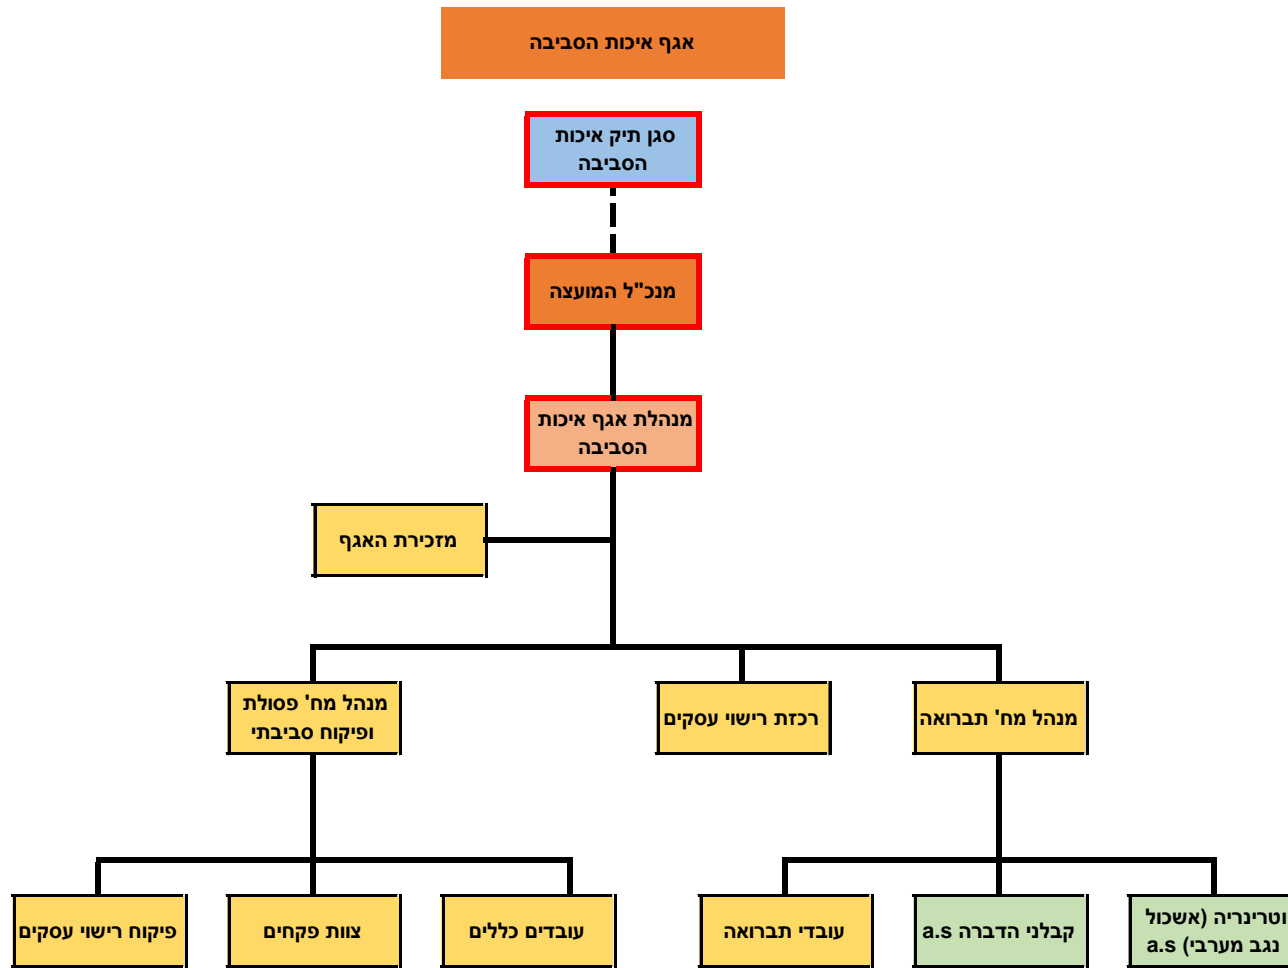 אגף איכות הסביבה
סגן תיק איכות
הסביבה
מנכ"ל המועצה
מנהלת אגף איכות
הסביבה
מזכירת האגף
מנהל מח' תברואה
רכזת רישוי עסקים
מנהל מח' פסולת
ופיקוח סביבתי
וטרינריה (אשכול
נגב מערבי) a.s
קבלני הדברה a.s
עובדי תברואה
עובדים כללים
צוות פקחים
פיקוח רישוי עסקים